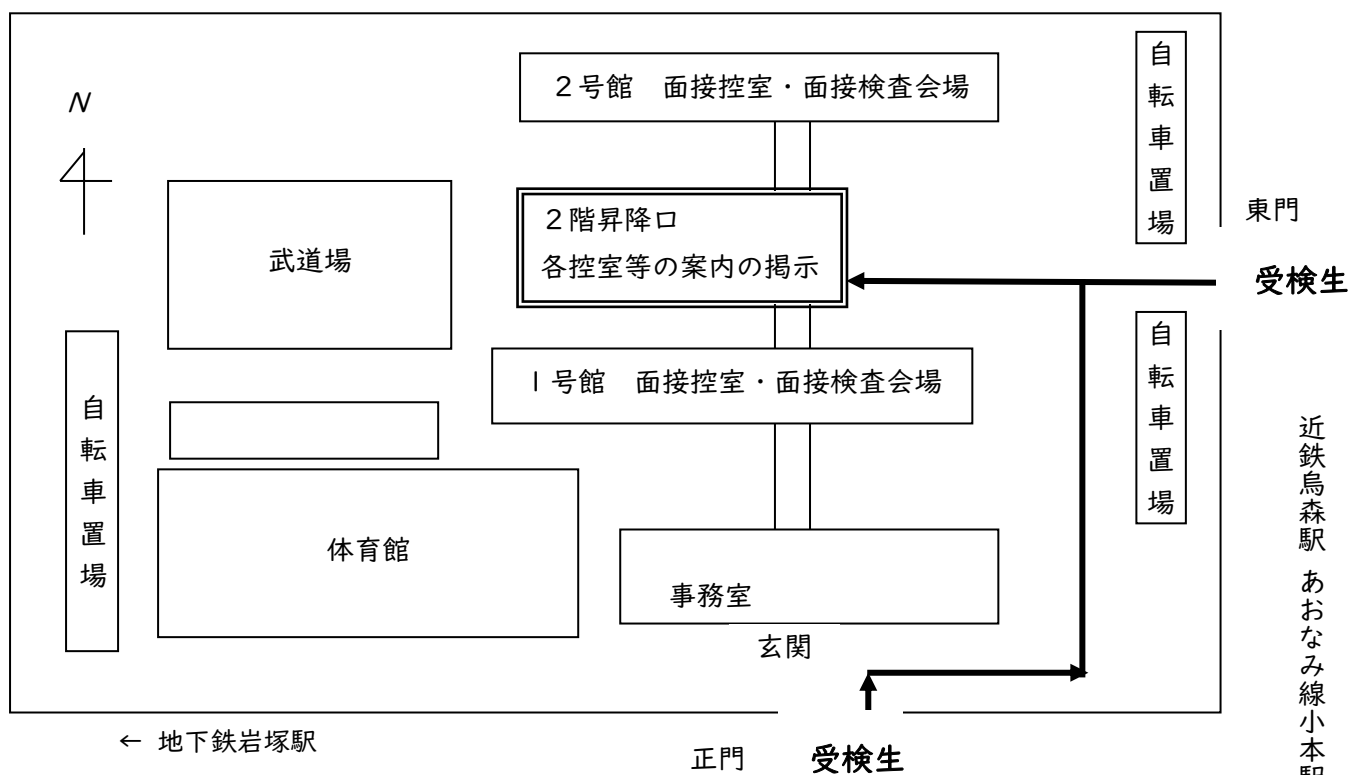 2号館 面接控室・面接検査会場
自転車置場
N
2階昇降口
各控室等の案内の掲示
東門
武道場
受検生
1号館 面接控室・面接検査会場
自転車置場
自転車置場
近鉄烏森駅 あおなみ線小本駅
体育館
事務室
玄関
← 地下鉄岩塚駅
正門
受検生